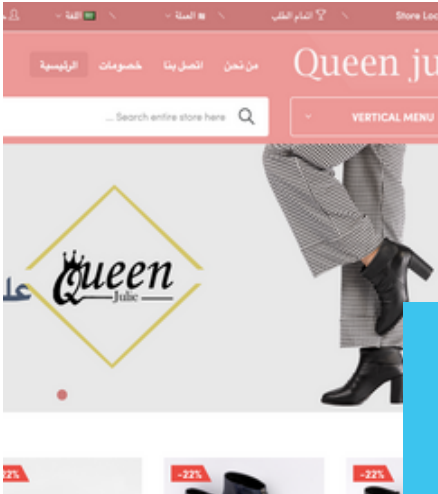 Store Loc
اتمام الطلب
العملة
اللغة
Queen ju
من نحن
اتصل بنا
خصومات
الرئيسية
VERTICAL MENU
Search entire store here ...
Queen
Julie
عل
-22%
-22%
22%